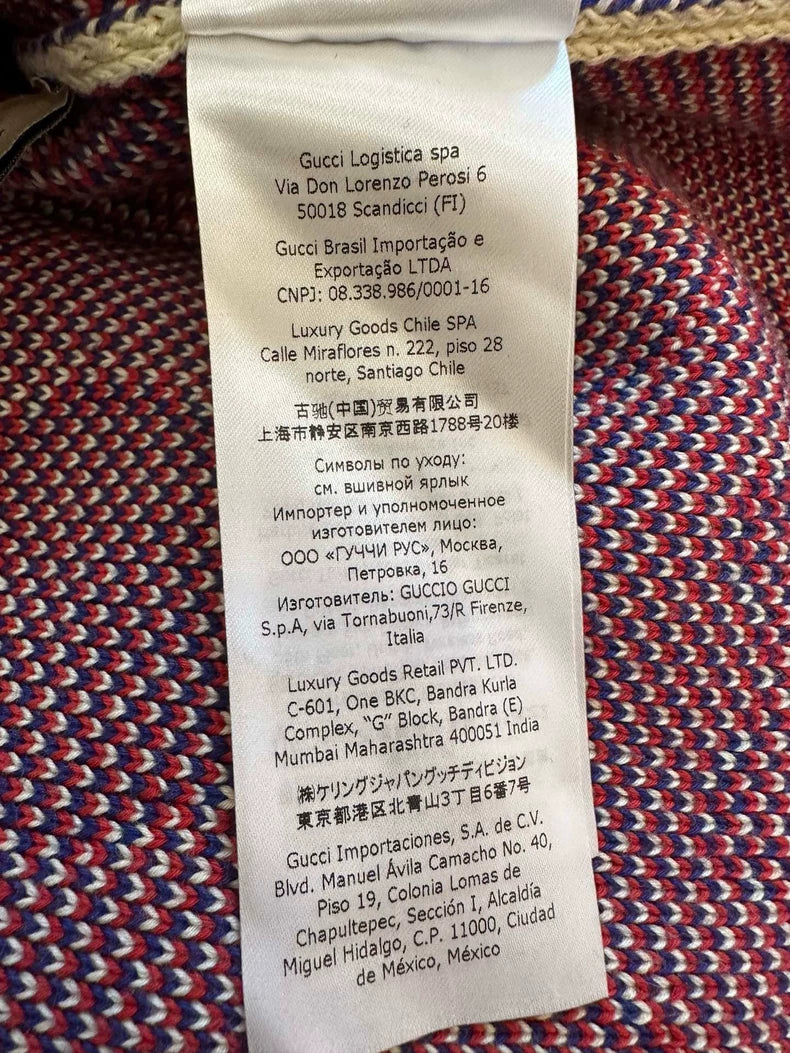 Gucci Logistica spa
Via Don Lorenzo Perosi 6
50018 Scandicci (FI)
Gucci Brasil Importação e
Exportação LTDA
CNPJ: 08.338.986/0001-16
Luxury Goods Chile SPA
Calle Miraflores n. 222, piso 28
norte, Santiago Chile
古驰(中国)贸易有限公司
上海市静安区南京西路1788号20楼
Символы по уходу:
см. вшивной ярлык
Импортер и уполномоченное
изготовителем лицо:
ООО «ГУЧЧИ РУС», Москва,
Петровка, 16
Изготовитель: GUCCIO GUCCI
S.p.A, via Tornabuoni,73/R Firenze,
Italia
Luxury Goods Retail PVT. LTD.
C-601, One BKC, Bandra Kurla
Complex, “G” Block, Bandra (E)
Mumbai Maharashtra 400051 India
㈱ケリングジャパングッチディビジョン
東京都港区北青山3丁目6番7号
Gucci Importaciones, S.A. de C.V.
Blvd. Manuel Ávila Camacho No. 40,
Piso 19, Colonia Lomas de
Chapultepec, Sección I, Alcaldía
Miguel Hidalgo, C.P. 11000, Ciudad
de México, México